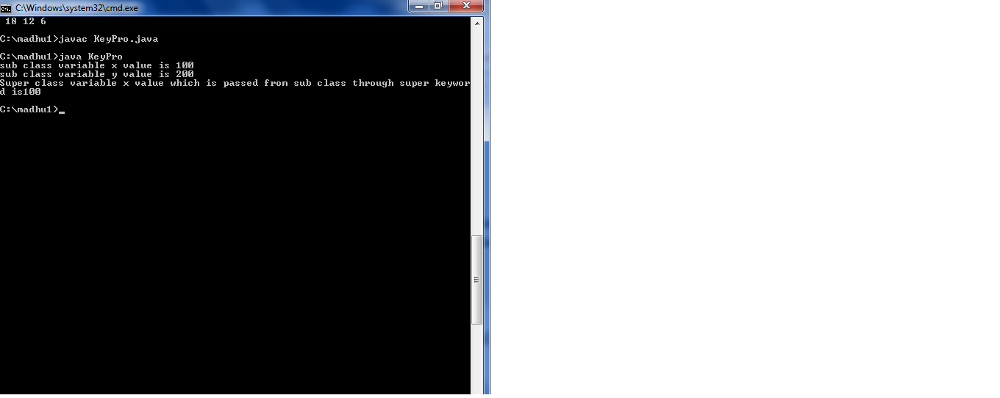 C:\Windows\system32\cmd.exe
18 12 6
C:\madhu1>javac KeyPro.java
C:\madhu1>java KeyPro
sub class variable x value is 100
sub class variable y value is 200
Super class variable x value which is passed from sub class through super keywor
d is100
C:\madhu1>_